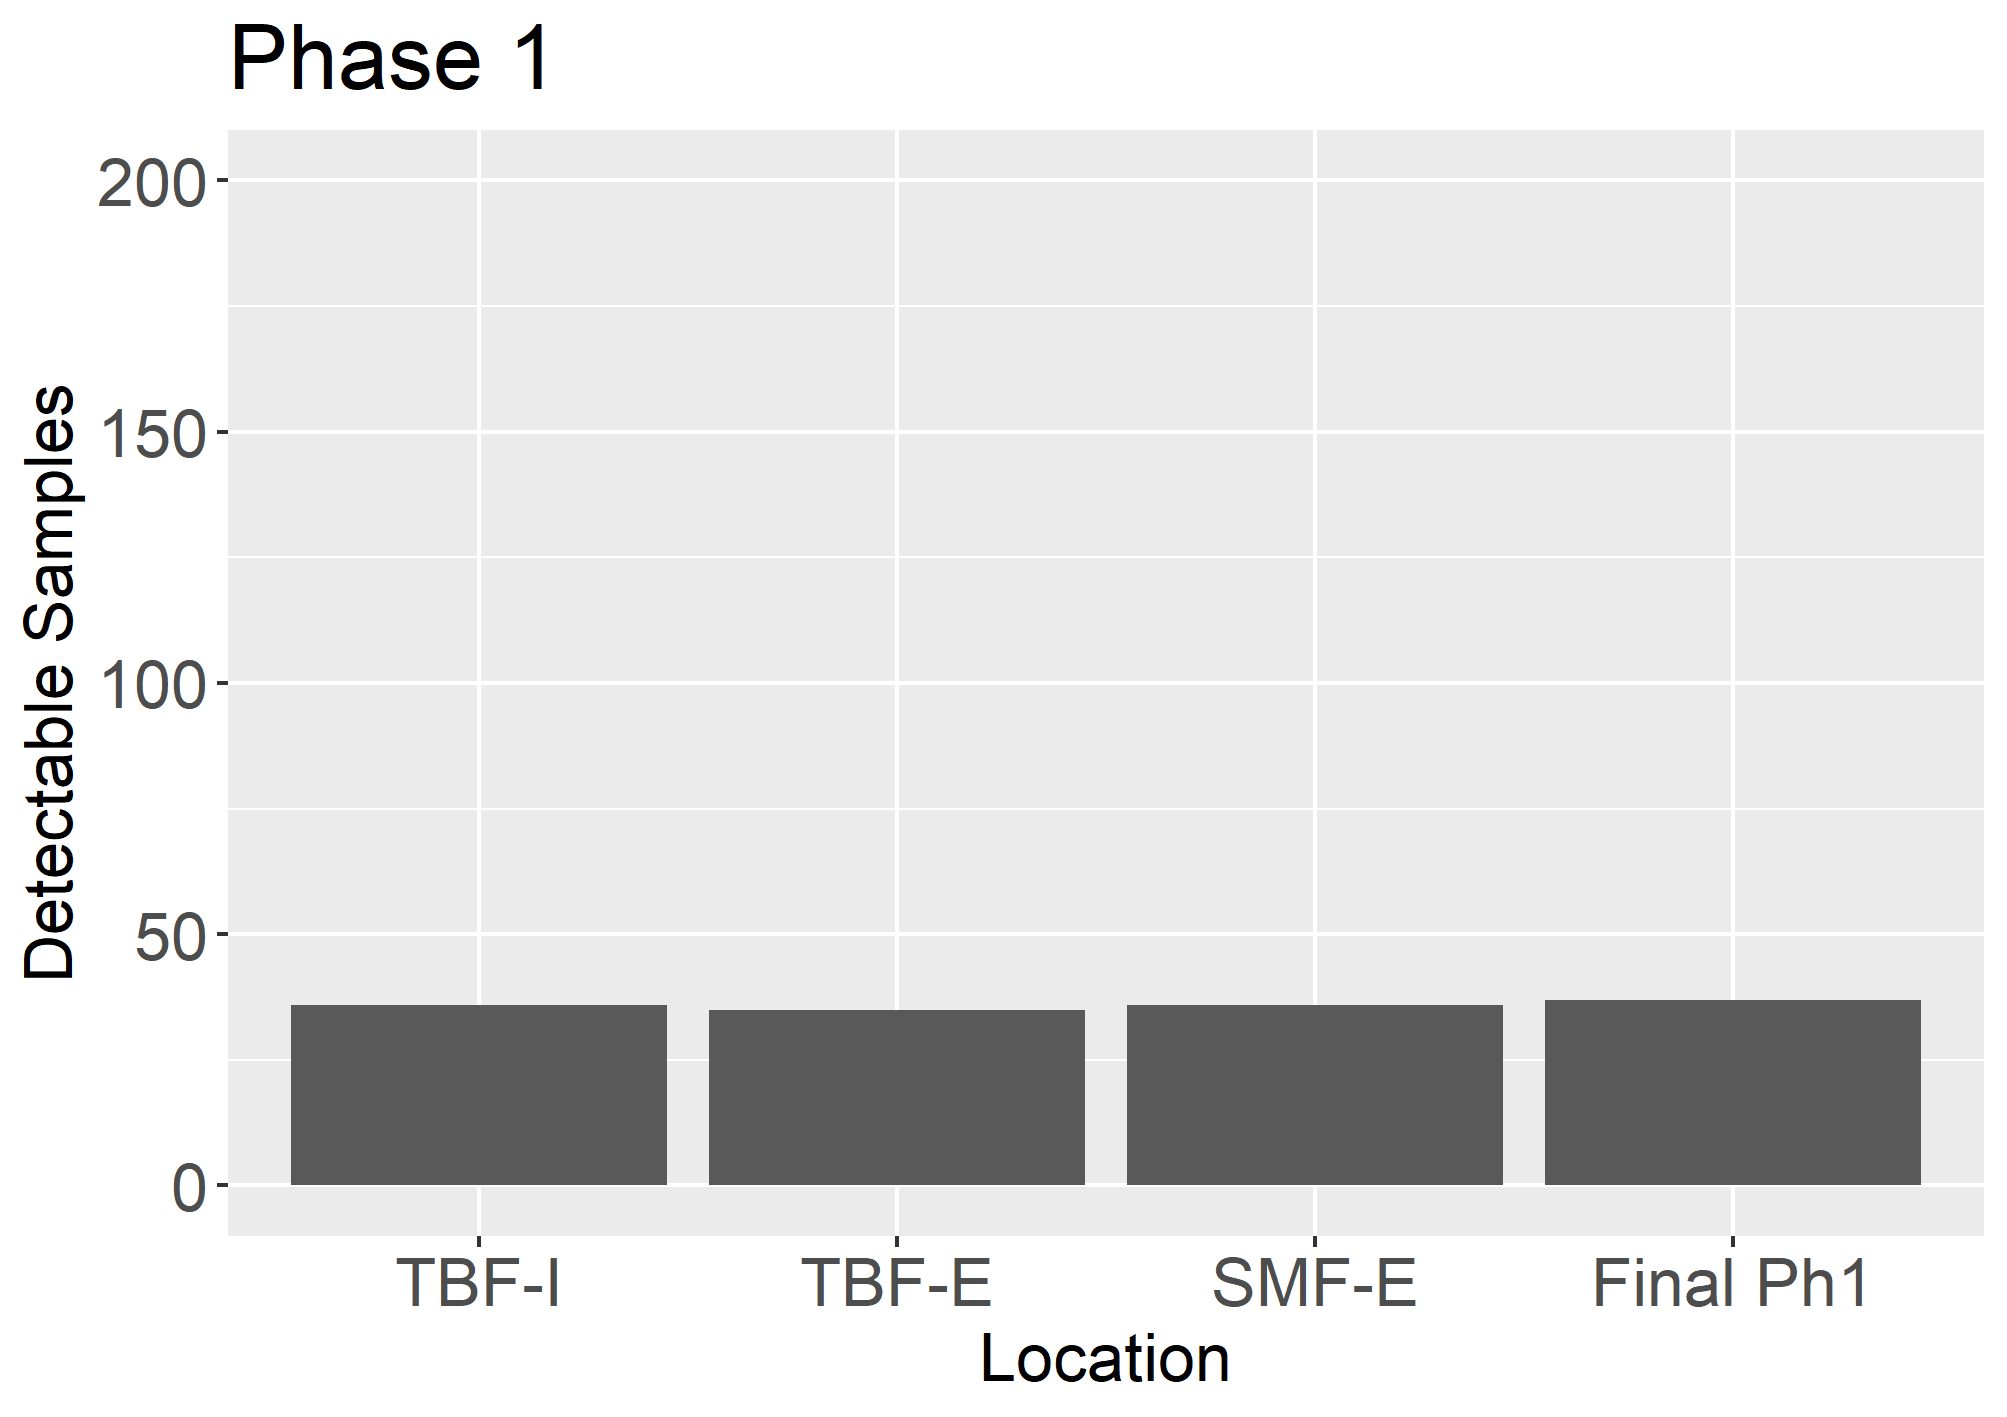 Phase 1
200
150
100
50
0
Detectable Samples
TBF-I TBF-E SMF-E Final Ph1
Location